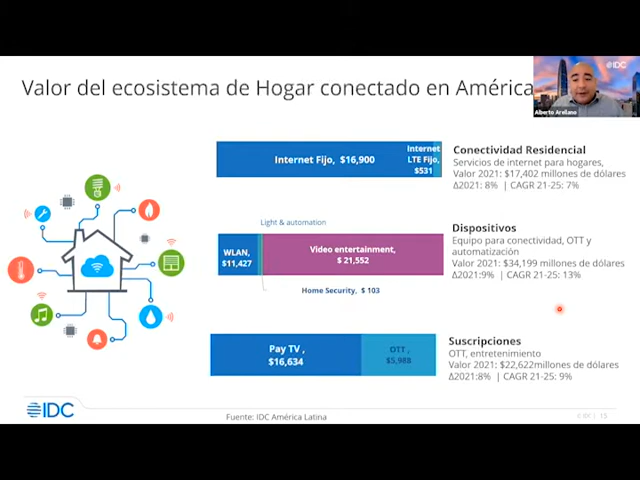 IDC
Alberto Arellano
Valor del ecosistema de Hogar conectado en América
Internet Fijo, $16,900
Internet
LTE Fijo,
$531
Conectividad Residencial
Servicios de internet para hogares,
Valor 2021: $17,402 millones de dólares
Δ2021: 8% | CAGR 21-25: 7%
Light & automation
WLAN,
$11,427
Video entertainment,
$ 21,552
Home Security, $ 103
Dispositivos
Equipo para conectividad, OTT y
automatización
Valor 2021: $34,199 millones de dólares
Δ2021:9% | CAGR 21-25: 13%
Pay TV ,
$16,634
OTT ,
$5,988
Suscripciones
OTT, entretenimiento
Valor 2021: $22,622millones de dólares
Δ2021:8% | CAGR 21-25: 9%
IDC
Fuente: IDC América Latina
© IDC | 15